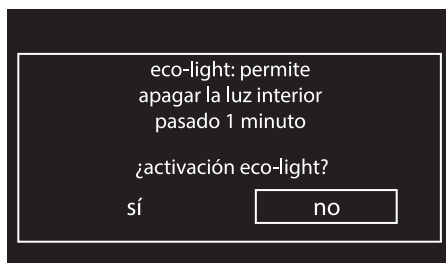 eco-light: permite
apagar la luz interior
pasado 1 minuto
¿activación eco-light?
sí no